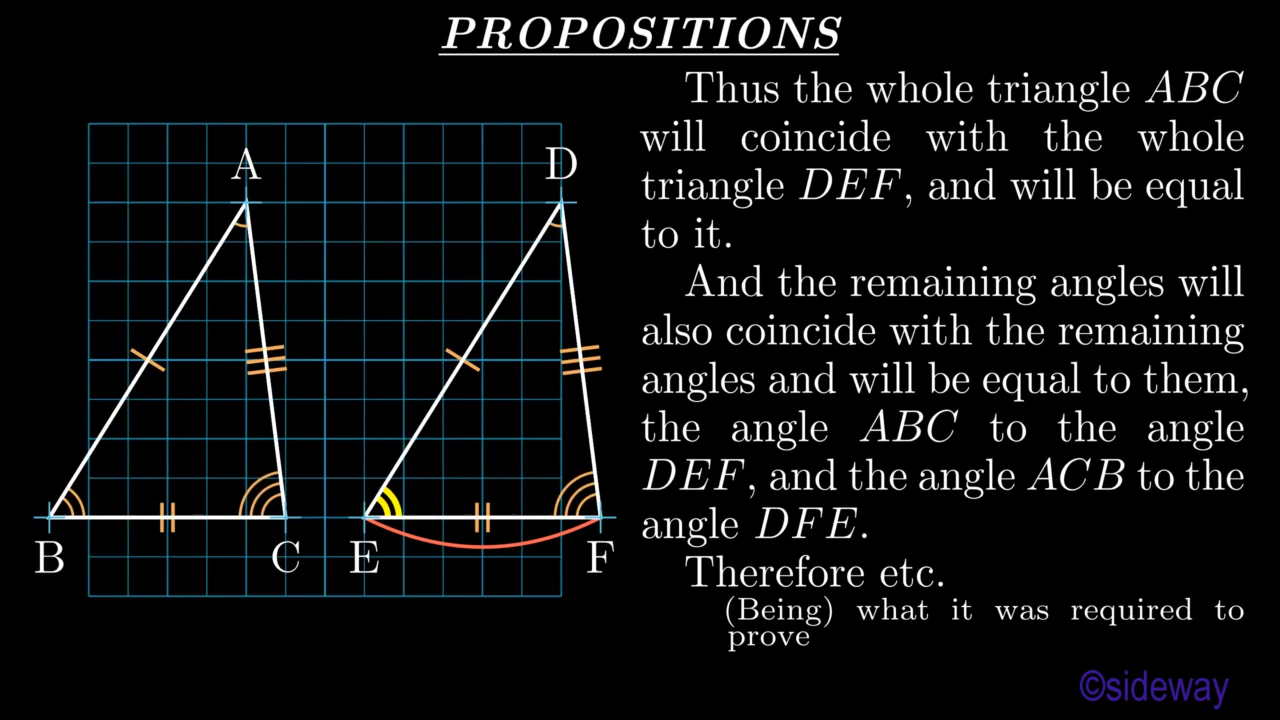 PROPOSITIONS
A
D
B
C
E
F
Thus the whole triangle ABC
will coincide with the whole
triangle DEF, and will be equal
to it.
And the remaining angles will
also coincide with the remaining
angles and will be equal to them,
the angle ABC to the angle
DEF, and the angle ACB to the
angle DFE.
Therefore etc.
(Being) what it was required to
prove
©sideway